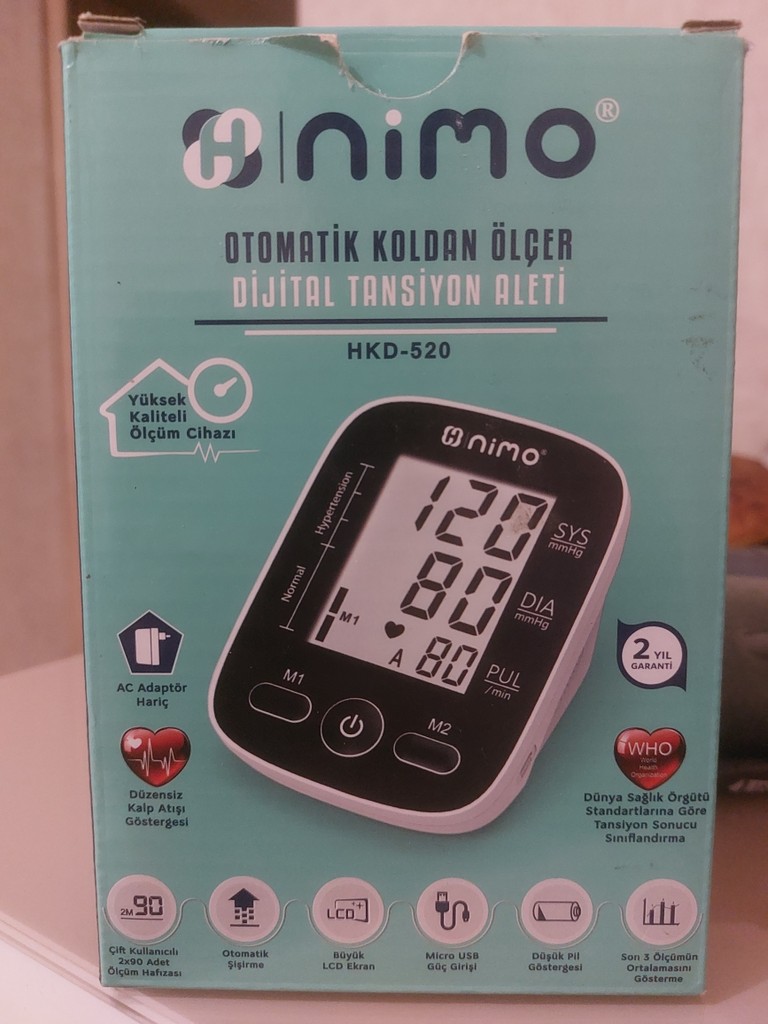 H nimo®
OTOMATİK KOLDAN ÖLÇER
DİJİTAL TANSİYON ALETİ
HKD-520
Yüksek
Kaliteli
Ölçüm Cihazı
H nimo®
Hypertension
Normal
120
SYS
mmHg
80
DIA
mmHg
M1
A 80
PUL
/min
M1
M2
AC Adaptör
Hariç
2 YIL
GARANTİ
Düzensiz
Kalp Atışı
Göstergesi
WHO
World
Health
Organization
Dünya Sağlık Örgütü
Standartlarına Göre
Tansiyon Sonucu
Sınıflandırma
2M 90
Çift Kullanıcılı
2x90 Adet
Ölçüm Hafızası
Otomatik
Şişirme
LCD
Büyük
LCD Ekran
Micro USB
Güç Girişi
Düşük Pil
Göstergesi
Son 3 Ölçümün
Ortalamasını
Gösterme